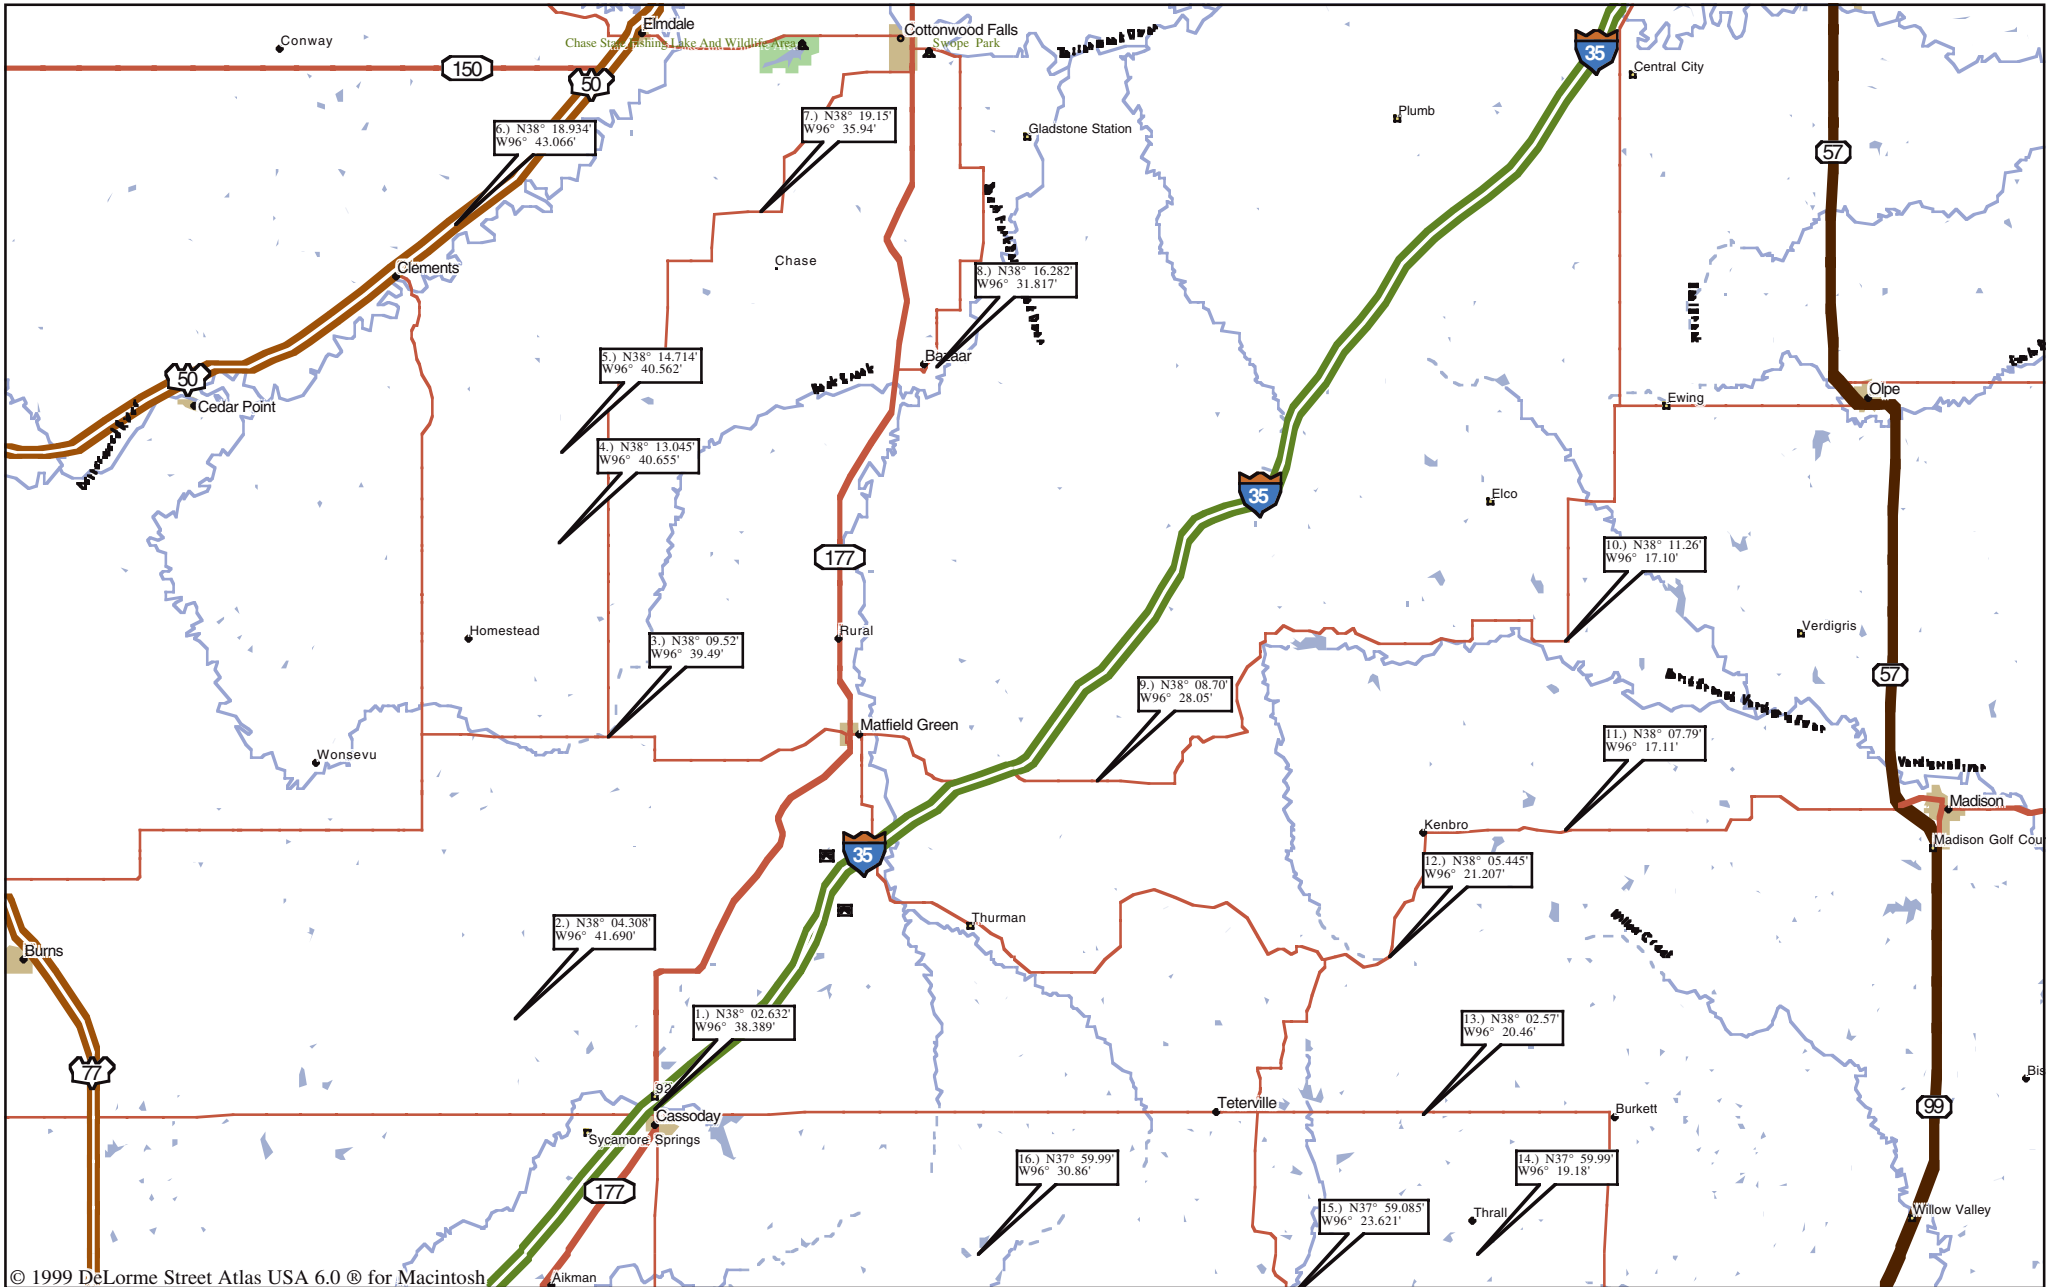 Elmdale
Cottonwood Falls
Conway
Chase State Fishing Lake And Wildlife Area
Swope Park
35
Central City
150
50
Plumb
7.) N38° 19.15'
W96° 35.94'
6.) N38° 18.934'
W96° 43.066'
Gladstone Station
57
Clements
Chase
8.) N38° 16.282'
W96° 31.817'
5.) N38° 14.714'
W96° 40.562'
Bazaar
50
Cedar Point
Olpe
Ewing
4.) N38° 13.045'
W96° 40.655'
35
Elco
177
10.) N38° 11.26'
W96° 17.10'
Homestead
Rural
Verdigris
3.) N38° 09.52'
W96° 39.49'
57
9.) N38° 08.70'
W96° 28.05'
Matfield Green
11.) N38° 07.79'
W96° 17.11'
Wonsevu
Madison
Kenbro
Madison Golf Cou
35
12.) N38° 05.445'
W96° 21.207'
Thurman
2.) N38° 04.308'
W96° 41.690'
Burns
1.) N38° 02.632'
W96° 38.389'
13.) N38° 02.57'
W96° 20.46'
77
Bis
92
Teterville
Burkett
99
Cassoday
Sycamore Springs
16.) N37° 59.99'
W96° 30.86'
14.) N37° 59.99'
W96° 19.18'
177
15.) N37° 59.085'
W96° 23.621'
Thrall
Willow Valley
© 1999 DeLorme Street Atlas USA 6.0 ® for Macintosh
Aikman